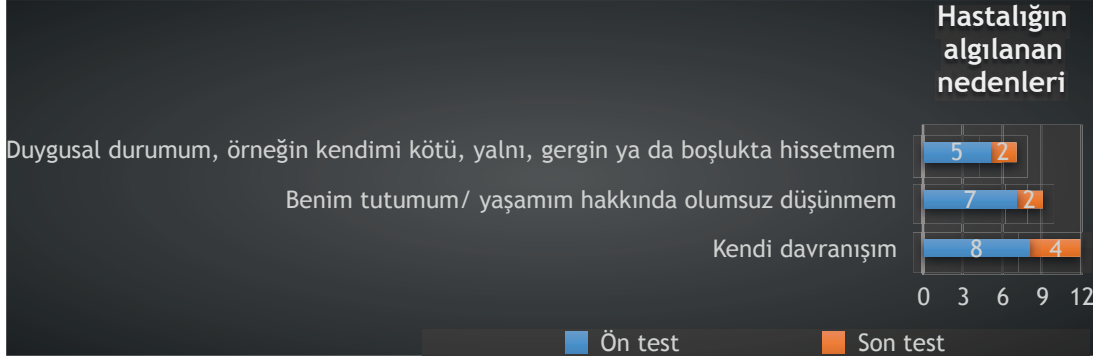 Hastalığın
algılanan
nedenleri
Duygusal durumum, örneğin kendimi kötü, yalnı, gergin ya da boşlukta hissetmem
5 2
Benim tutumum/ yaşamım hakkında olumsuz düşünmem
7 2
Kendi davranışım
8 4
0 3 6 9 12
Ön test Son test